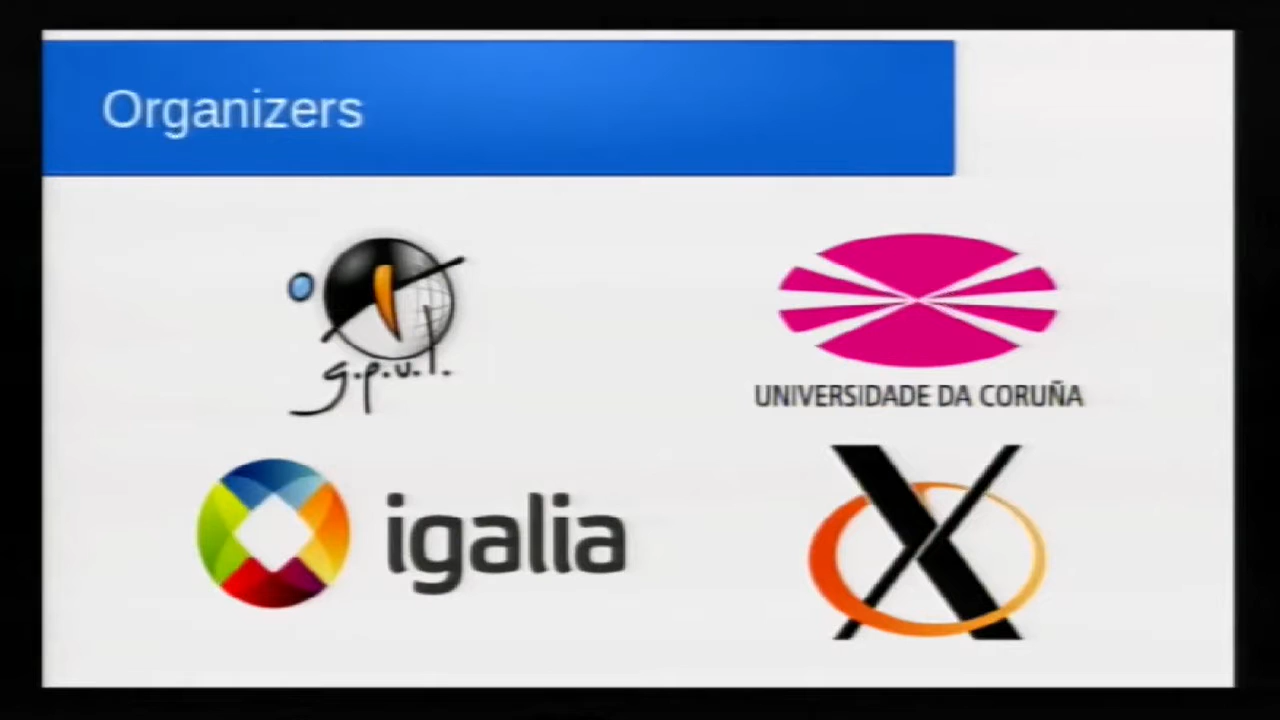 Organizers
g.p.u.l.
UNIVERSIDADE DA CORUÑA
igalia
X